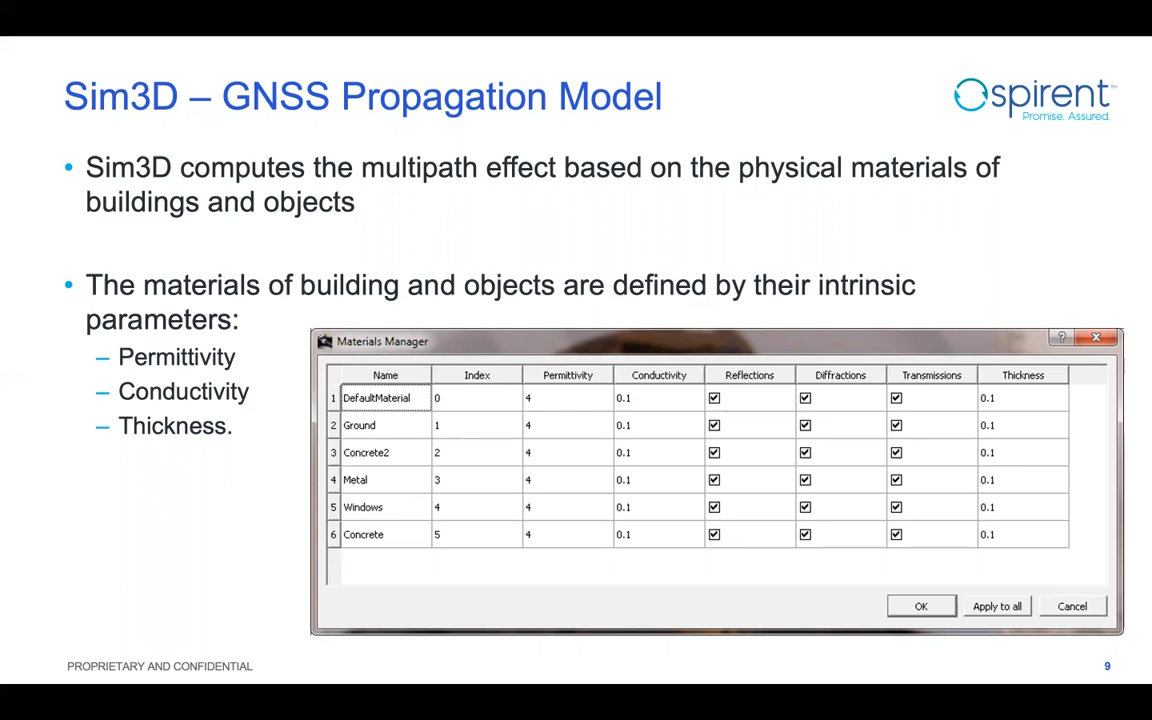 Sim3D – GNSS Propagation Model
spirent™
Promise. Assured.
• Sim3D computes the multipath effect based on the physical materials of
buildings and objects
• The materials of building and objects are defined by their intrinsic
parameters:
– Permittivity
– Conductivity
– Thickness.
Materials Manager
Name Index Permittivity Conductivity Reflections Diffractions Transmissions Thickness
1 DefaultMaterial 0 4 0.1 0.1
2 Ground 1 4 0.1 0.1
3 Concrete2 2 4 0.1 0.1
4 Metal 3 4 0.1 0.1
5 Windows 4 4 0.1 0.1
6 Concrete 5 4 0.1 0.1
OK Apply to all Cancel
PROPRIETARY AND CONFIDENTIAL
9